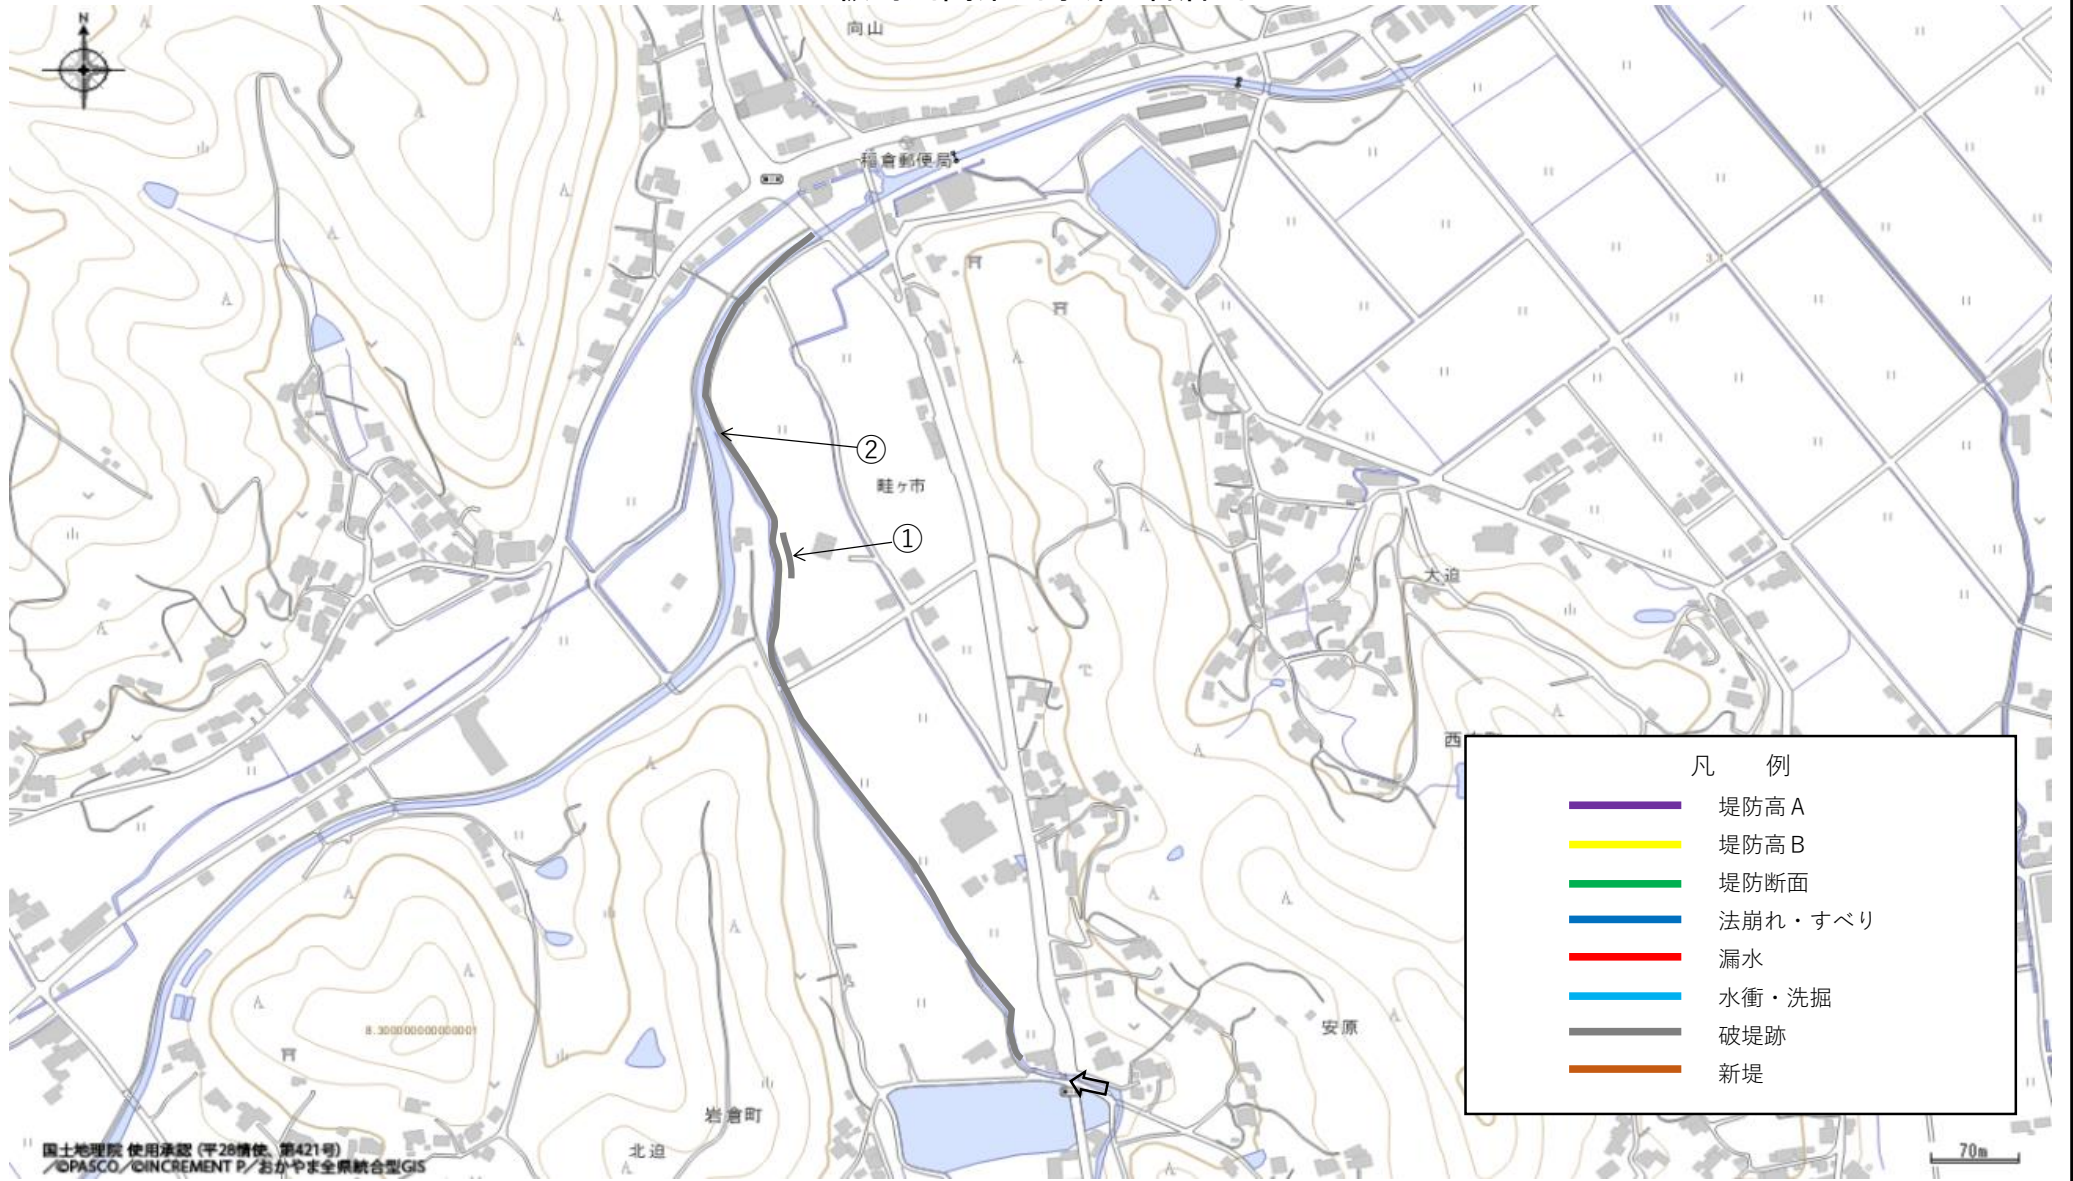 N
向山
稲倉郵便局
②
畦ヶ市
①
大迫
凡 例
堤防高A
堤防高B
堤防断面
法崩れ・すべり
漏水
水衝・洗掘
破堤跡
新堤
安原
8.300000000000001
岩倉町
北迫
国土地理院 使用承認 (平28情使、第421号)
/©PASCO/©INCREMENT P/おかやま全県統合型GIS
70m